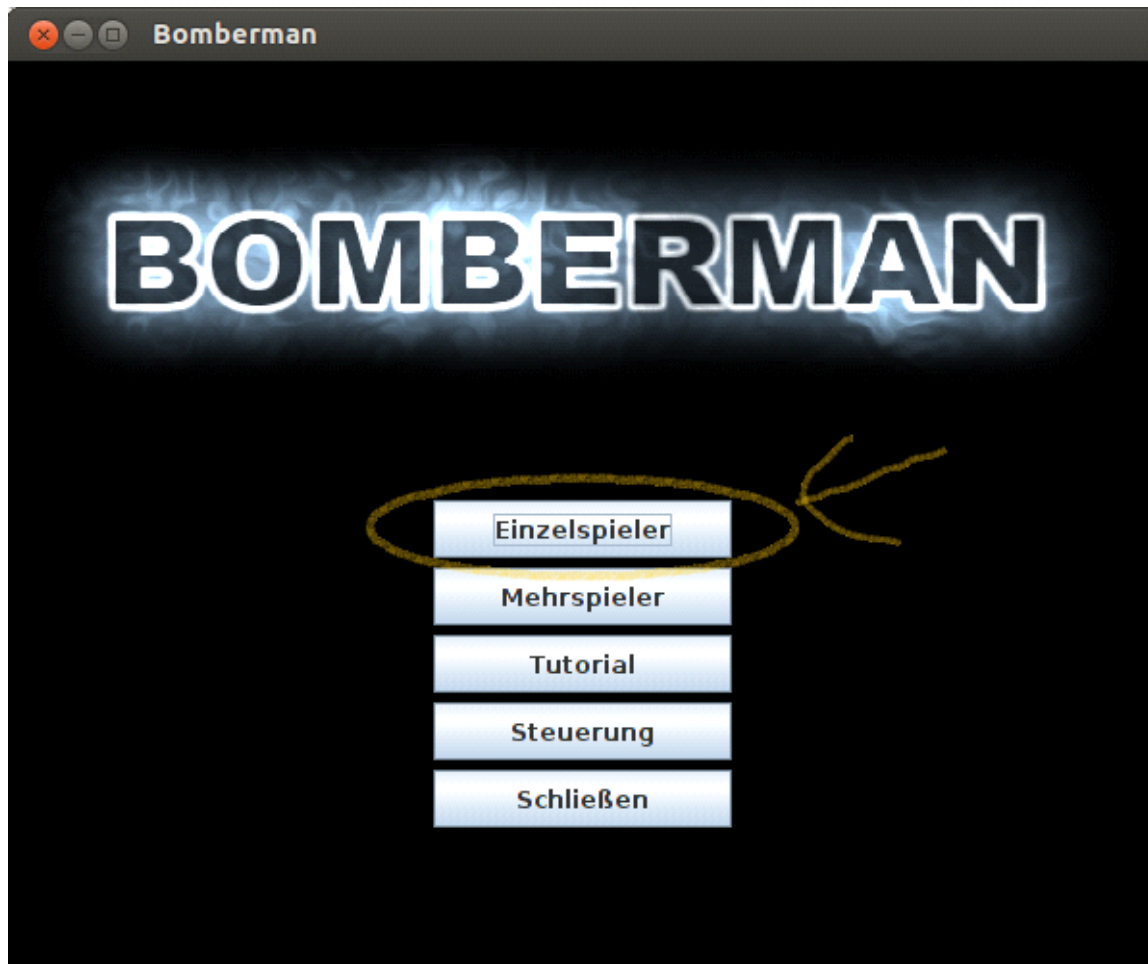 Bomberman
BOMBERMAN
Einzelspieler
Mehrspieler
Tutorial
Steuerung
Schließen